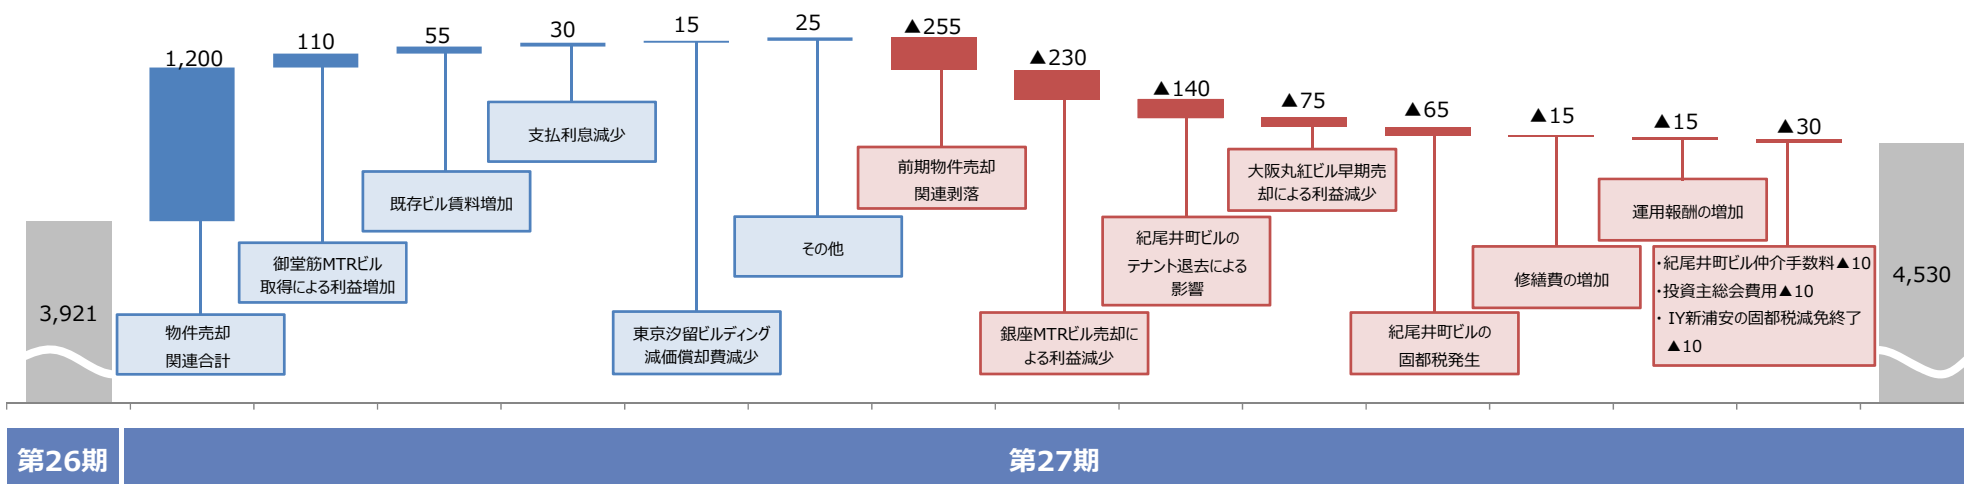 1,200
110
55
30
15
25
▲255
▲230
▲140
▲75
▲65
▲15
▲15
▲30
3,921
物件売却
関連合計
御堂筋MTRビル
取得による利益増加
既存ビル賃料増加
支払利息減少
東京汐留ビルディング
減価償却費減少
その他
前期物件売却
関連剥落
銀座MTRビル売却に
よる利益減少
紀尾井町ビルの
テナント退去による
影響
大阪丸紅ビル早期売
却による利益減少
紀尾井町ビルの
固都税発生
修繕費の増加
運用報酬の増加
・紀尾井町ビル仲介手数料▲10
・投資主総会費用▲10
・ IY新浦安の固都税減免終了
▲10
4,530
第26期
第27期